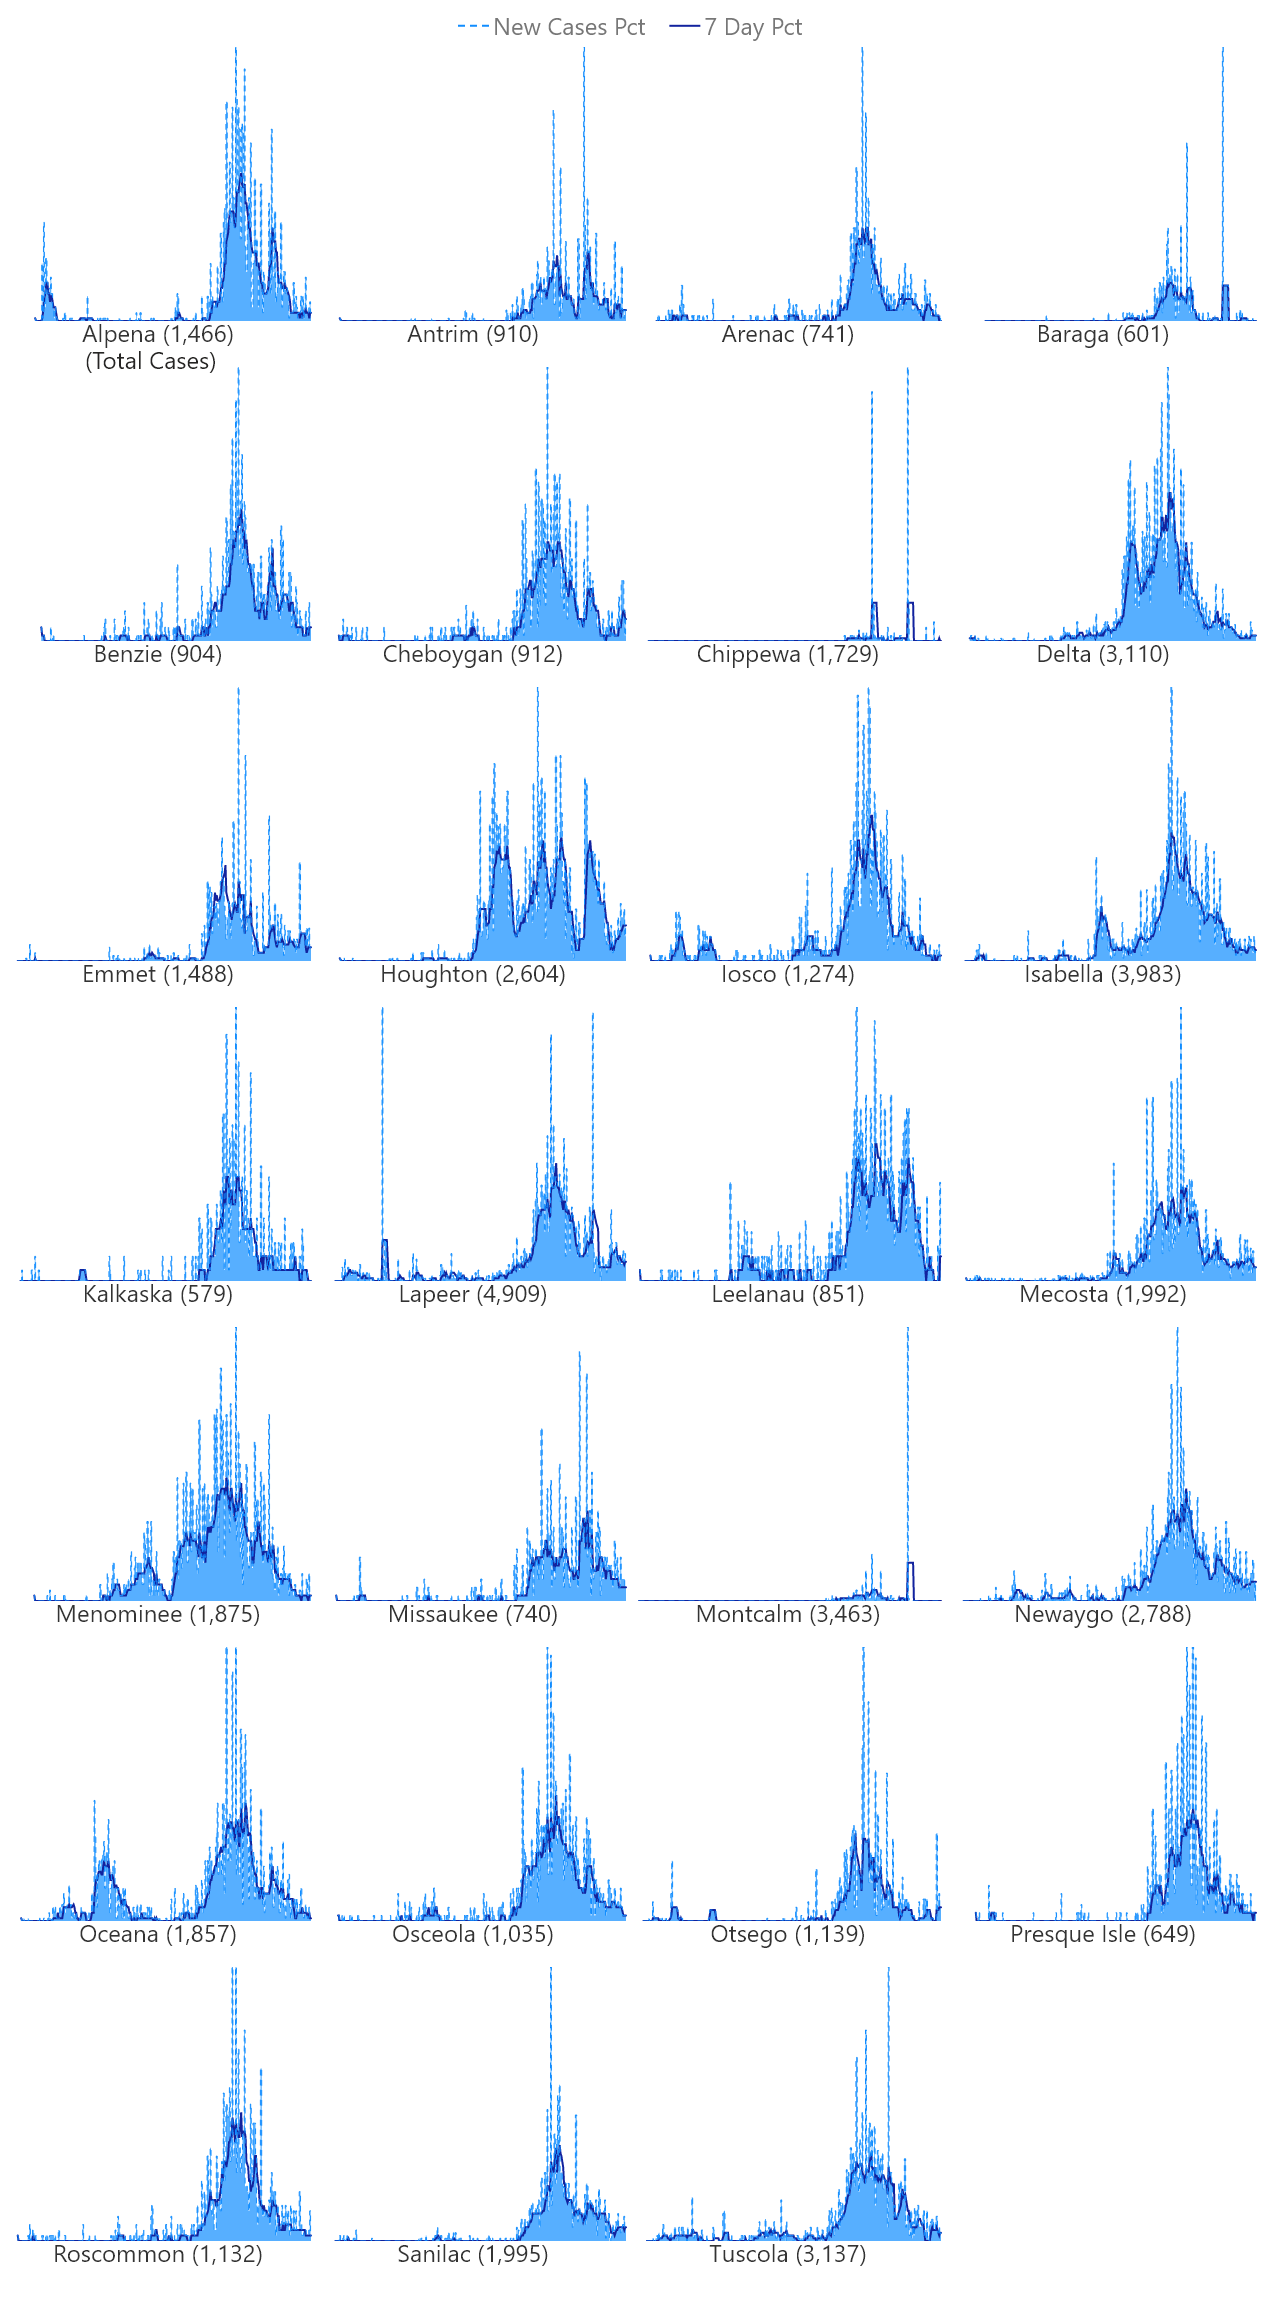 New Cases Pct 7 Day Pct
Alpena (1,466) Antrim (910) Arenac (741) Baraga (601)
(Total Cases)
Benzie (904) Cheboygan (912) Chippewa (1,729) Delta (3,110)
Emmet (1,488) Houghton (2,604) Iosco (1,274) Isabella (3,983)
Kalkaska (579) Lapeer (4,909) Leelanau (851) Mecosta (1,992)
Menominee (1,875) Missaukee (740) Montcalm (3,463) Newaygo (2,788)
Oceana (1,857) Osceola (1,035) Otsego (1,139) Presque Isle (649)
Roscommon (1,132) Sanilac (1,995) Tuscola (3,137)